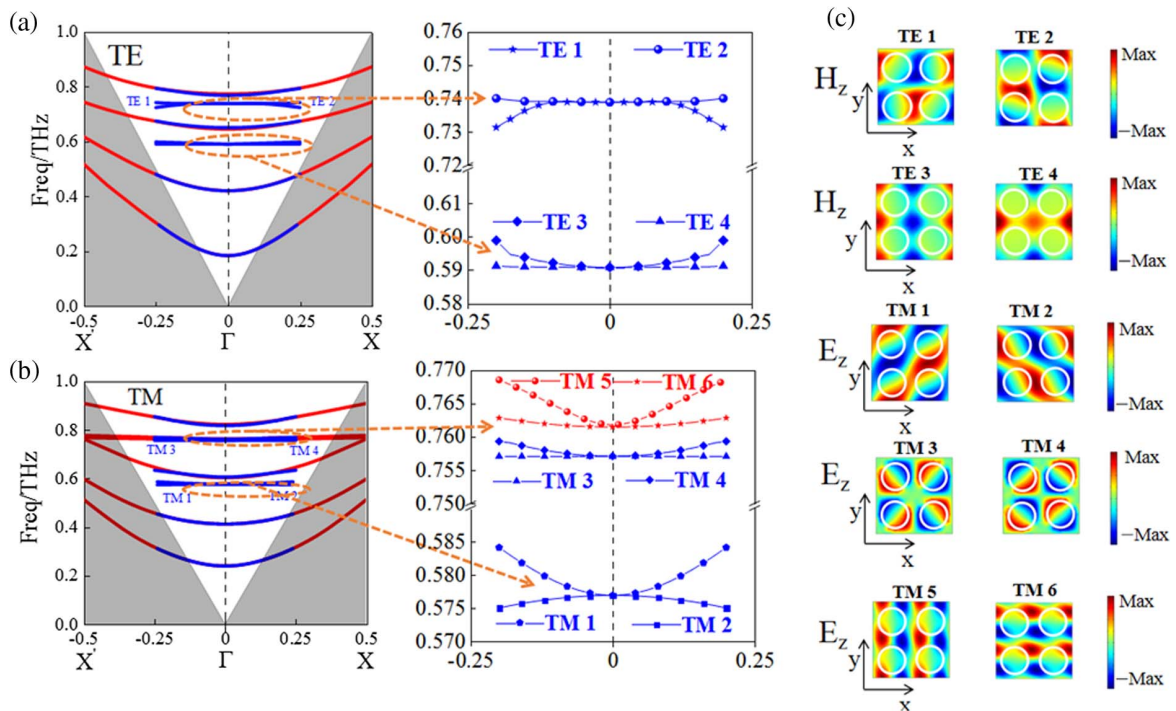 (a)
Freq/THz
1.0
0.8
0.6
0.4
0.2
0.0
TE
TE 1
TE 2
-0.5
-0.25
0
0.25
0.5
X'
Γ
X
0.76
0.75
0.74
0.73
0.72
0.60
0.59
0.58
TE 1
TE 2
TE 3
TE 4
-0.25
0
0.25
(b)
Freq/THz
1.0
0.8
0.6
0.4
0.2
0
TM
TM 3
TM 4
TM 1
-0.5
-0.25
0
0.25
0.5
X'
Γ
X
0.770
0.765
0.760
0.755
0.750
0.585
0.580
0.575
0.570
TM 5
TM 6
TM 3
TM 4
TM 1
TM 2
-0.25
0
0.25
(c)
TE 1
TE 2
Hz
y
x
Max
−Max
TE 3
TE 4
Hz
y
x
Max
−Max
TM 1
TM 2
Ez
y
x
Max
−Max
TM 3
TM 4
Ez
y
x
Max
−Max
TM 5
TM 6
Ez
y
x
Max
−Max